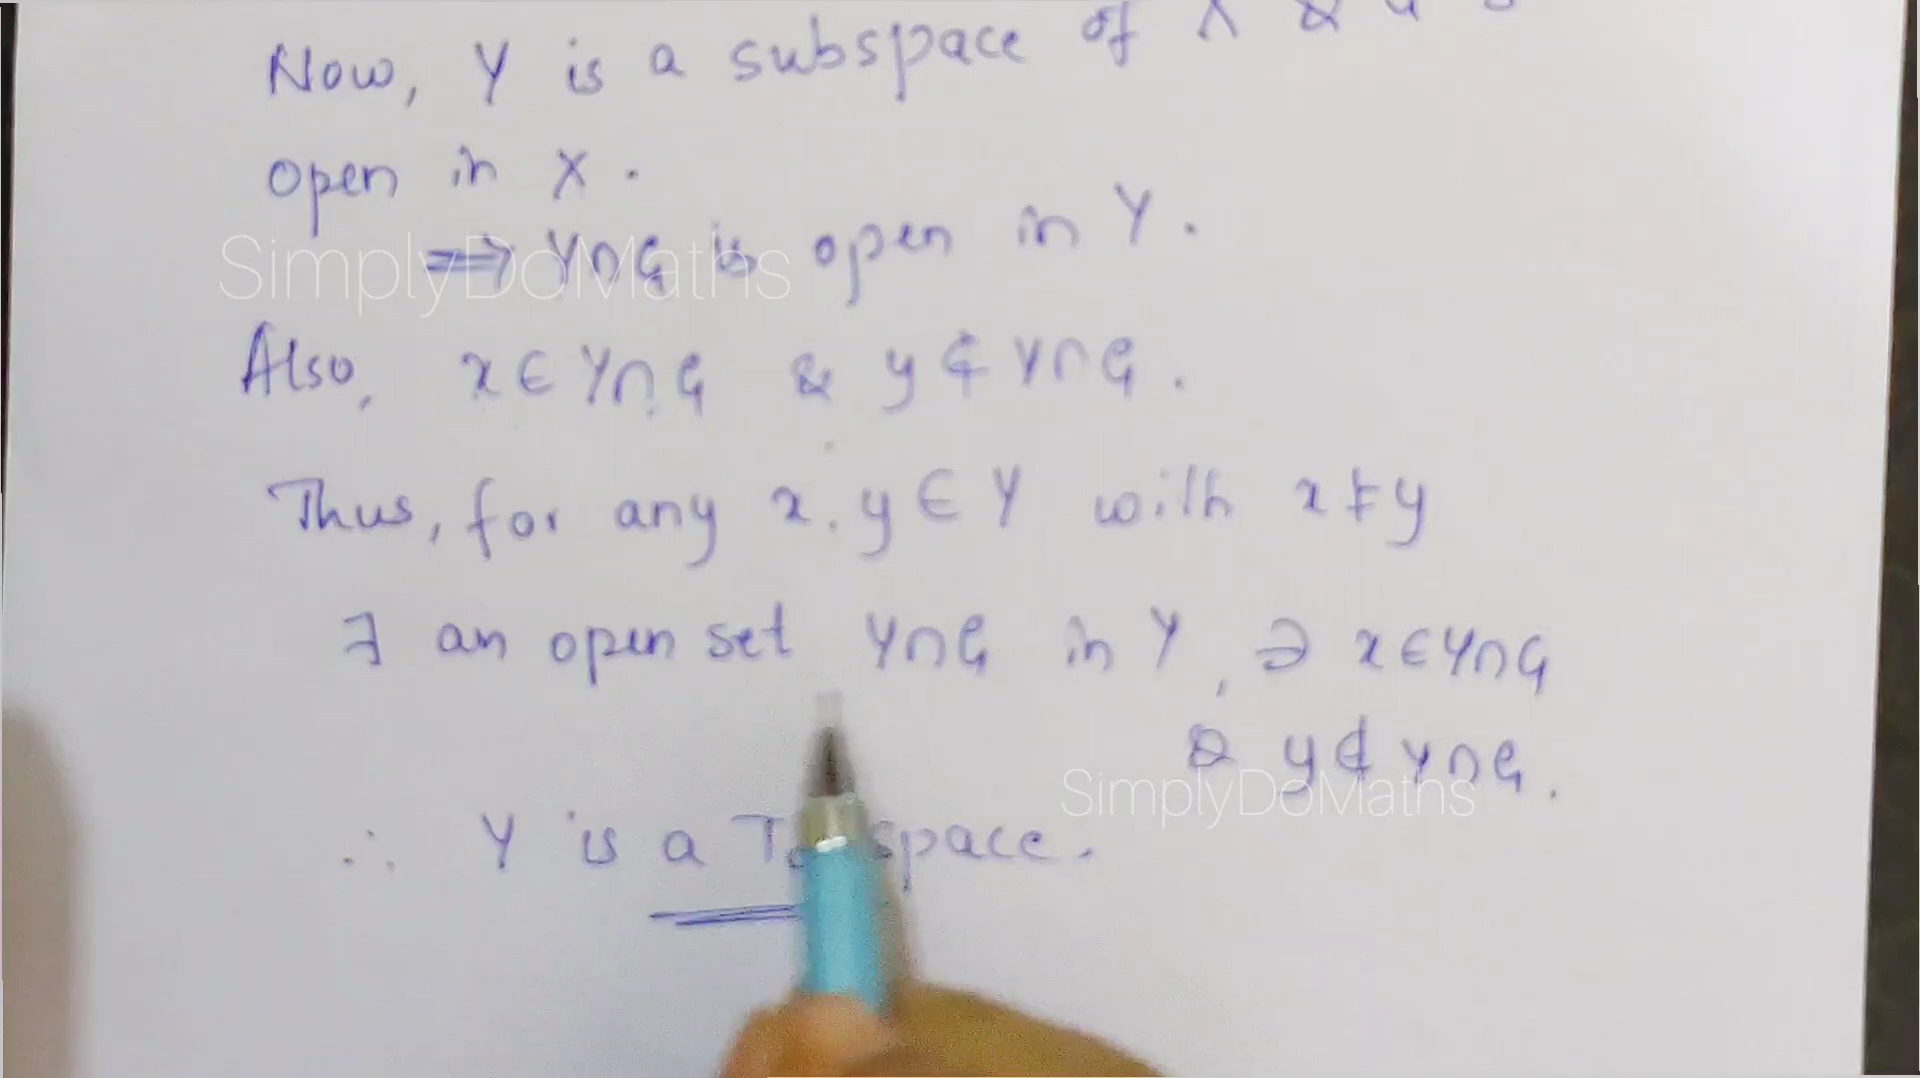 Now, Y is a subspace of X &
open in X.
⟹ Y∩G is open in Y.
SimplyDoMaths
Also, x∈Y∩G & y∉Y∩G.
Thus, for any x, y∈Y with x≠y
∃ an open set Y∩G in Y, ∋ x∈Y∩G
& y∉Y∩G.
SimplyDoMaths
∴ Y is a space.